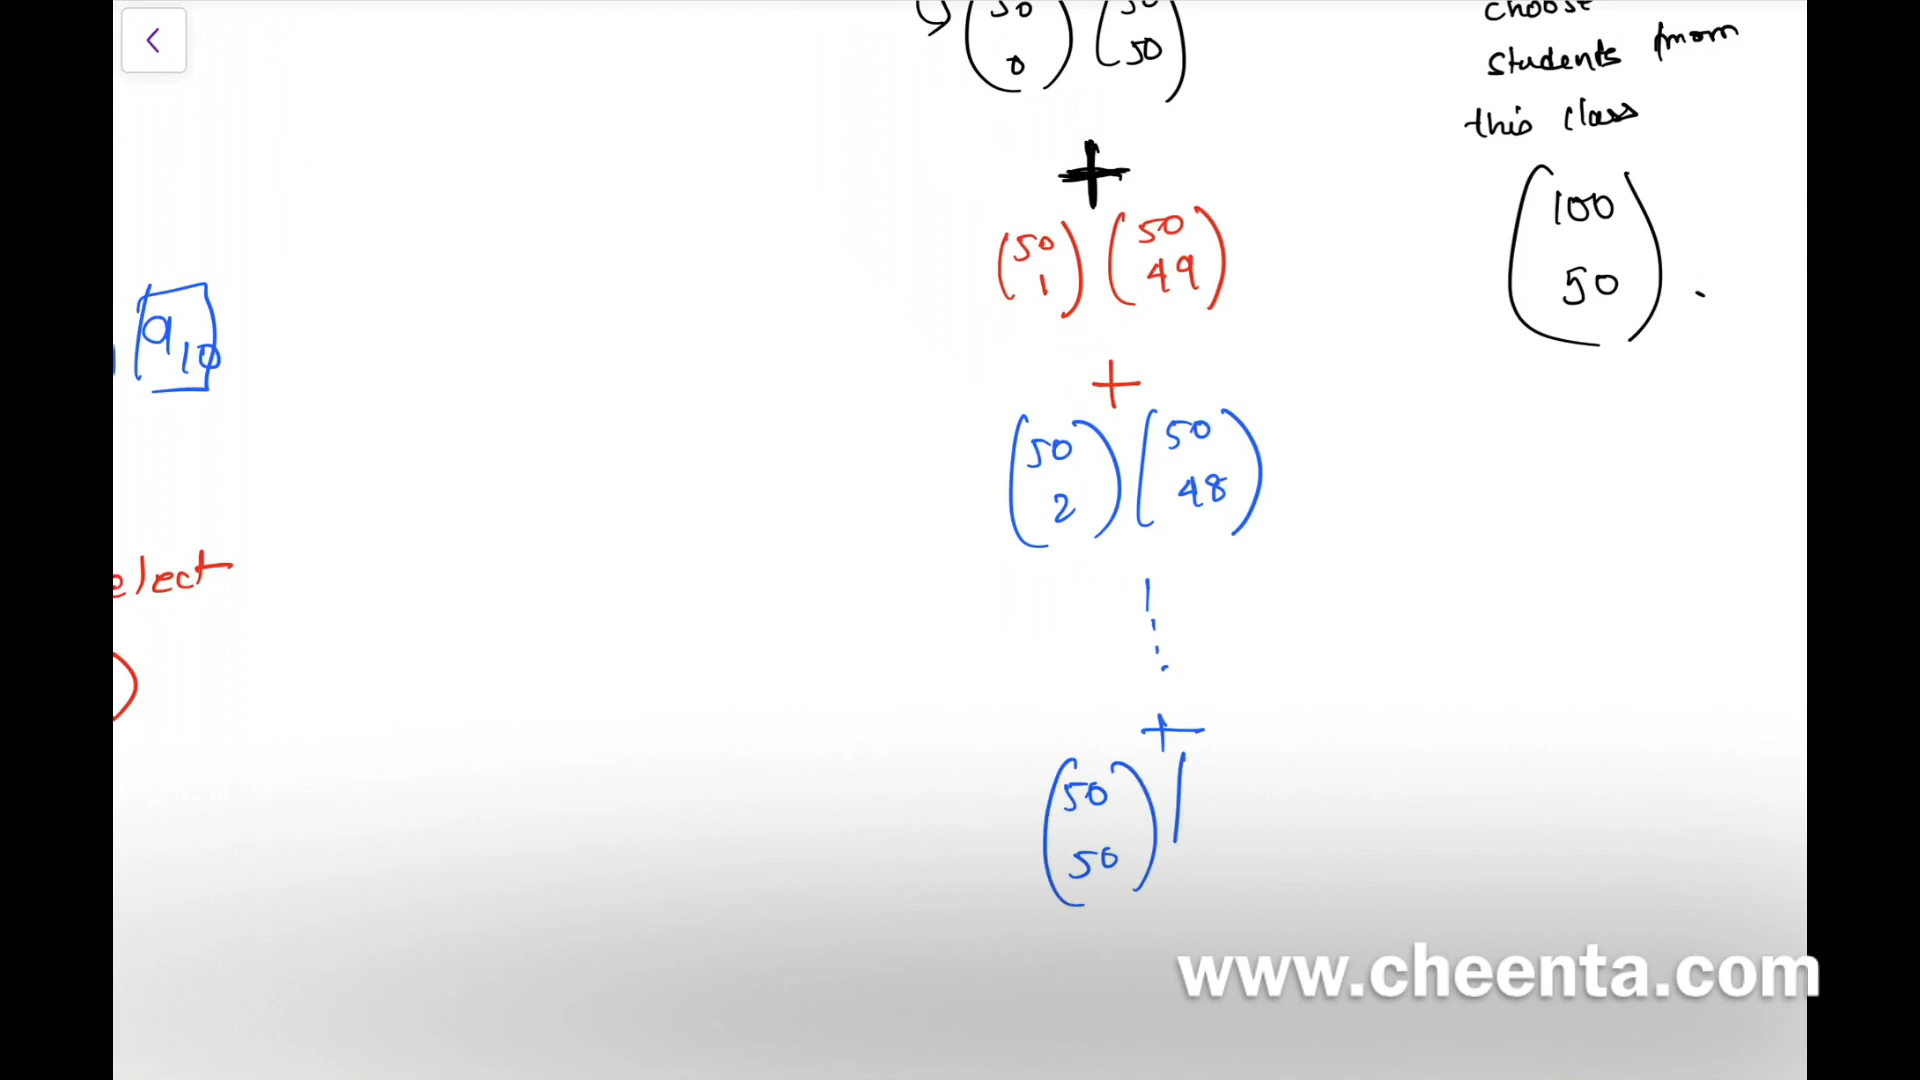 (50 0) (50 50)
choose
students from
this class
+
(50 1) (50 49)
(100 50) .
a10
+
(50 2) (50 48)
elect
⋮
+
(50 50) (
www.cheenta.com